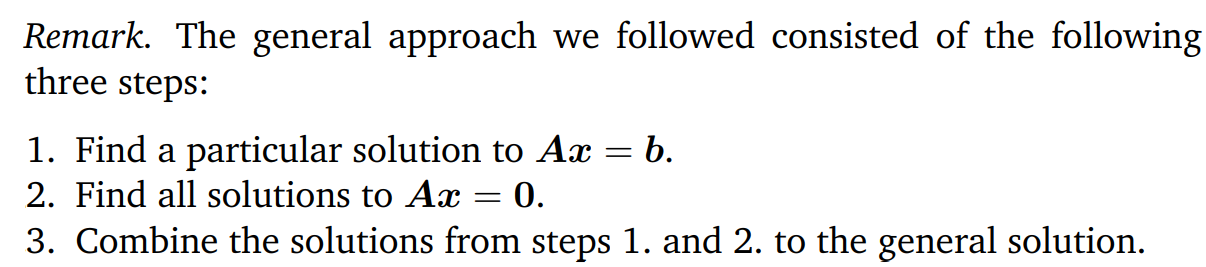 Remark. The general approach we followed consisted of the following
three steps:
1. Find a particular solution to Ax = b.
2. Find all solutions to Ax = 0.
3. Combine the solutions from steps 1. and 2. to the general solution.